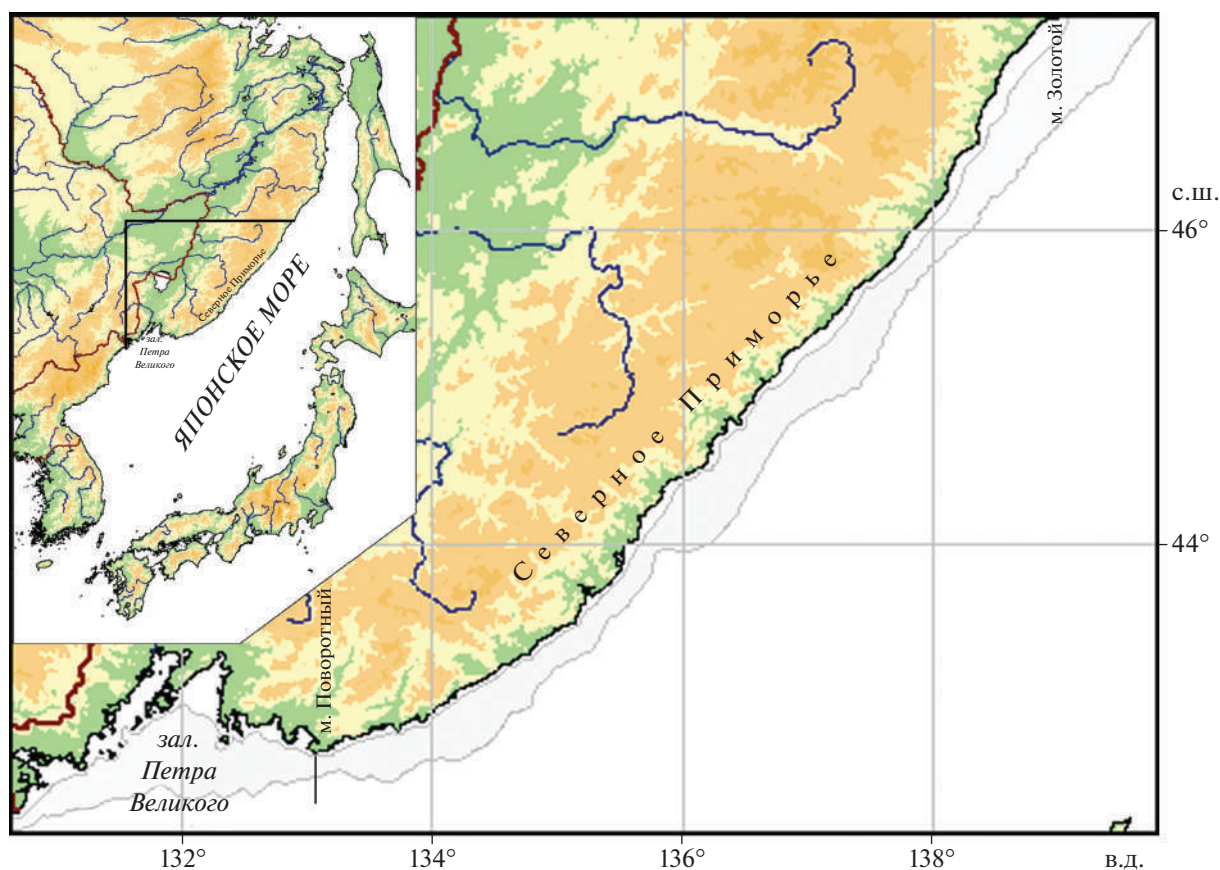 Северное Приморье
зал.
Петра
Великого
ЯПОНСКОЕ МОРЕ
м. Золотой
с.ш.
46°
Северное Приморье
44°
м. Поворотный
зал.
Петра
Великого
132°
134°
136°
138°
в.д.